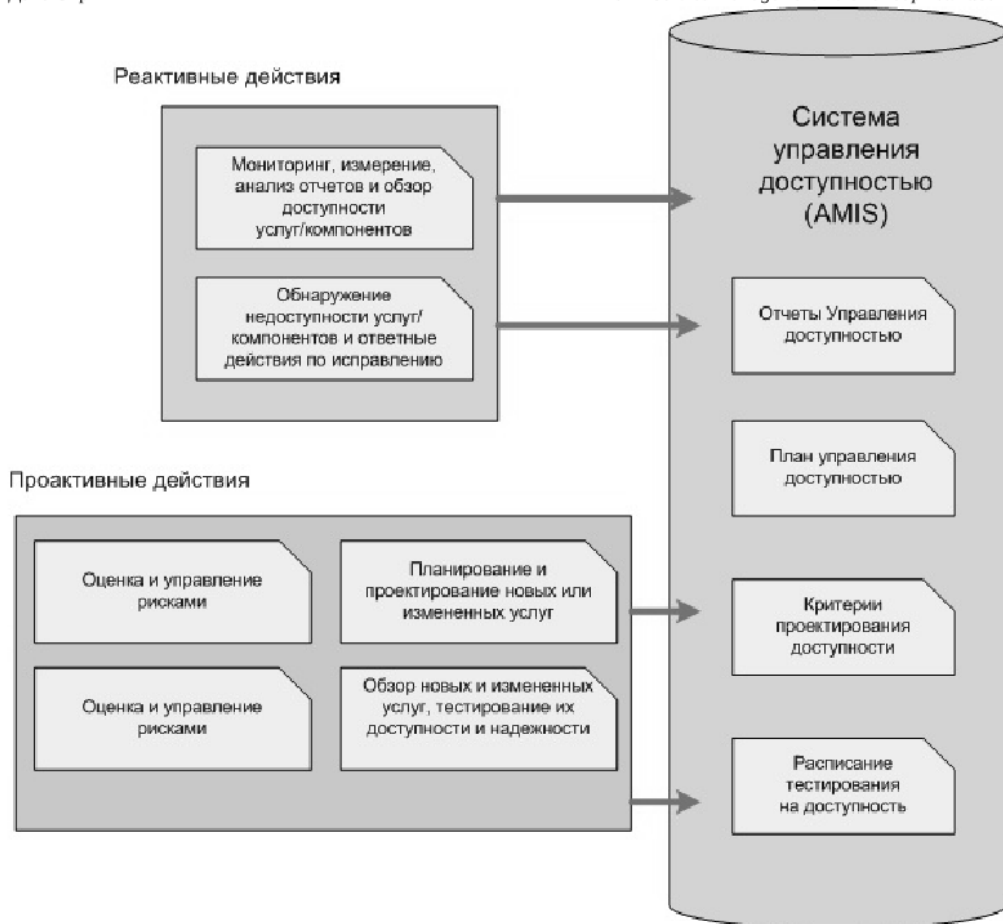 Реактивные действия
Мониторинг, измерение,
анализ отчетов и обзор
доступности
услуг/компонентов
Обнаружение
недоступности услуг/
компонентов и ответные
действия по исправлению
Проактивные действия
Оценка и управление
рисками
Планирование и
проектирование новых или
измененных услуг
Оценка и управление
рисками
Обзор новых и измененных
услуг, тестирование их
доступности и надежности
Система
управления
доступностью
(AMIS)
Отчеты Управления
доступностью
План управления
доступностью
Критерии
проектирования
доступности
Расписание
тестирования
на доступность